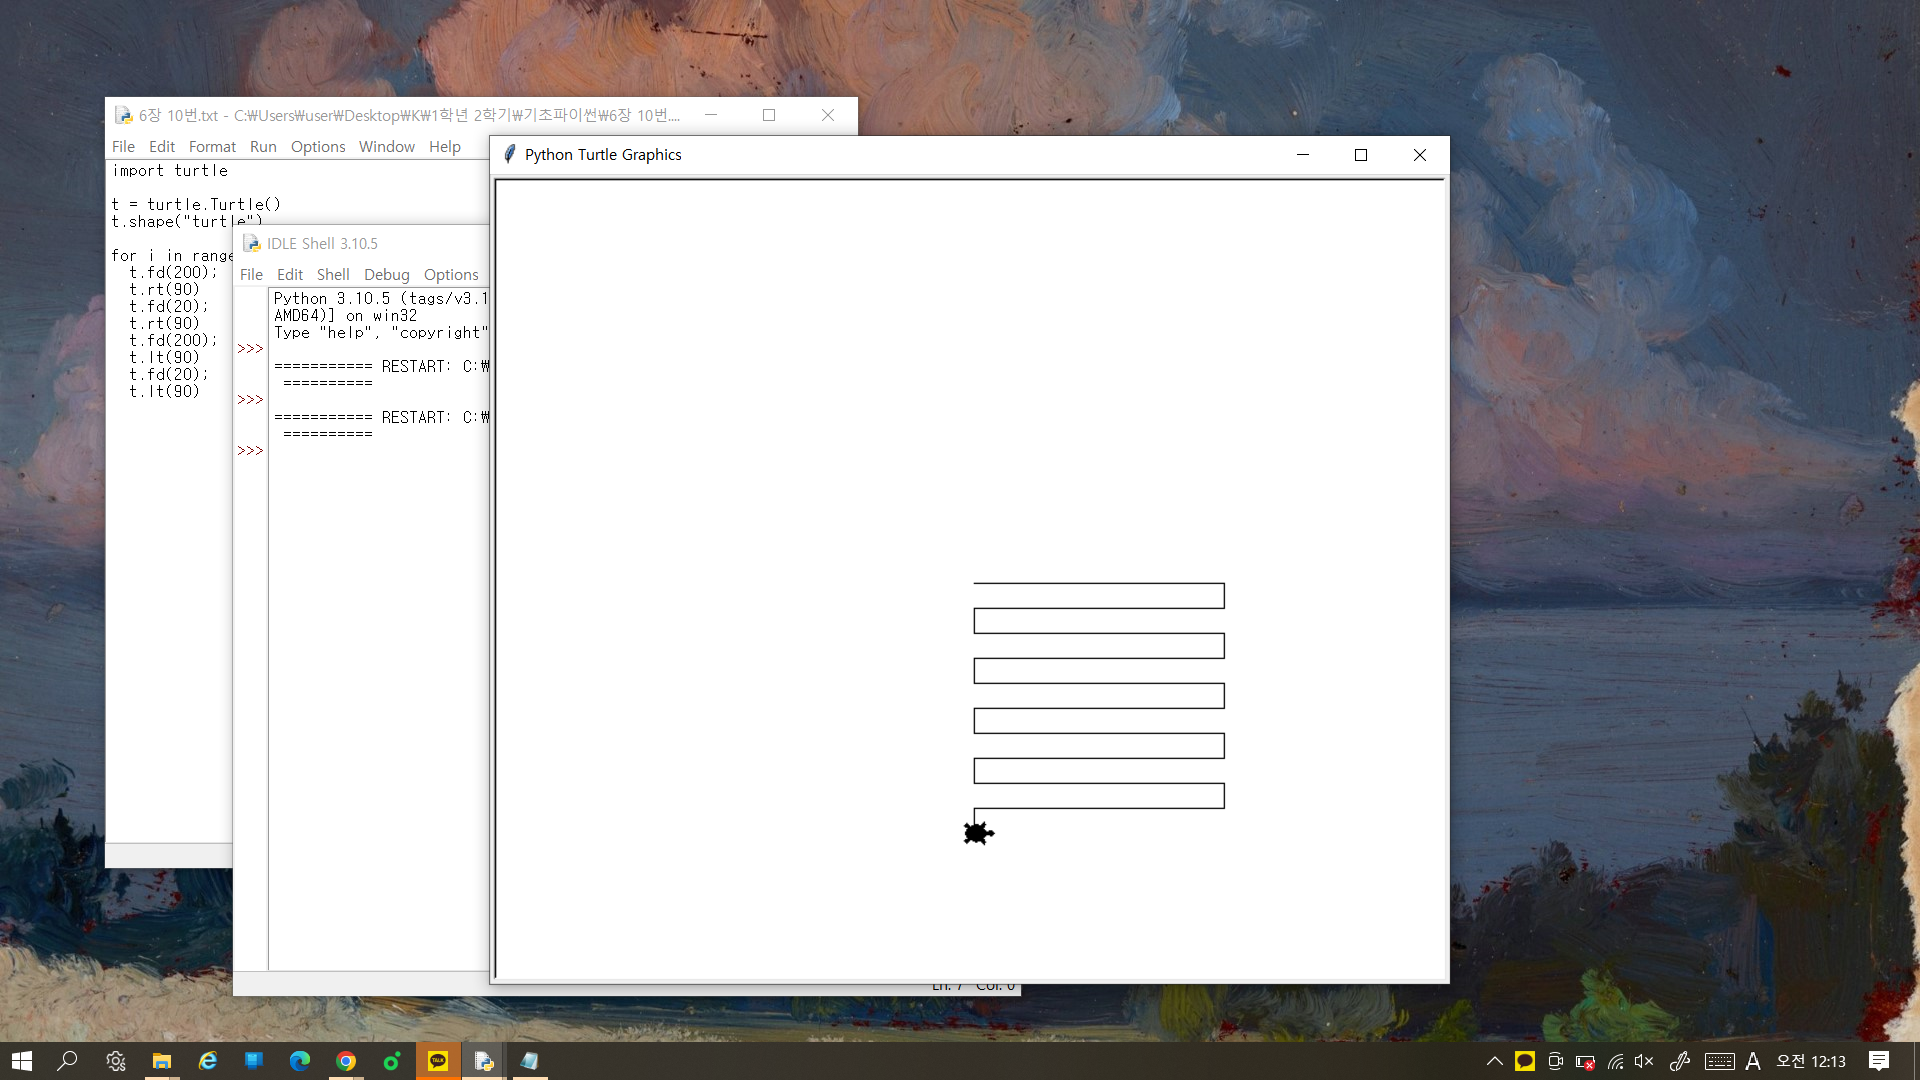 6장 10번.txt - C:\Users\user\Desktop\K\1학년 2학기\기초파이썬\6장 10번....
File Edit Format Run Options Window Help
import turtle
t = turtle.Turtle()
t.shape("turtle")
for i in range
t.fd(200);
t.rt(90)
t.fd(20);
t.rt(90)
t.fd(200);
t.lt(90)
t.fd(20);
t.lt(90)
IDLE Shell 3.10.5
File Edit Shell Debug Options
Python 3.10.5 (tags/v3.1
AMD64)] on win32
Type "help", "copyright"
>>>
=========== RESTART: C:\
==========
>>>
=========== RESTART: C:\
==========
>>>
Ln: 7 Col: 0
Python Turtle Graphics
TALK
A
오전 12:13